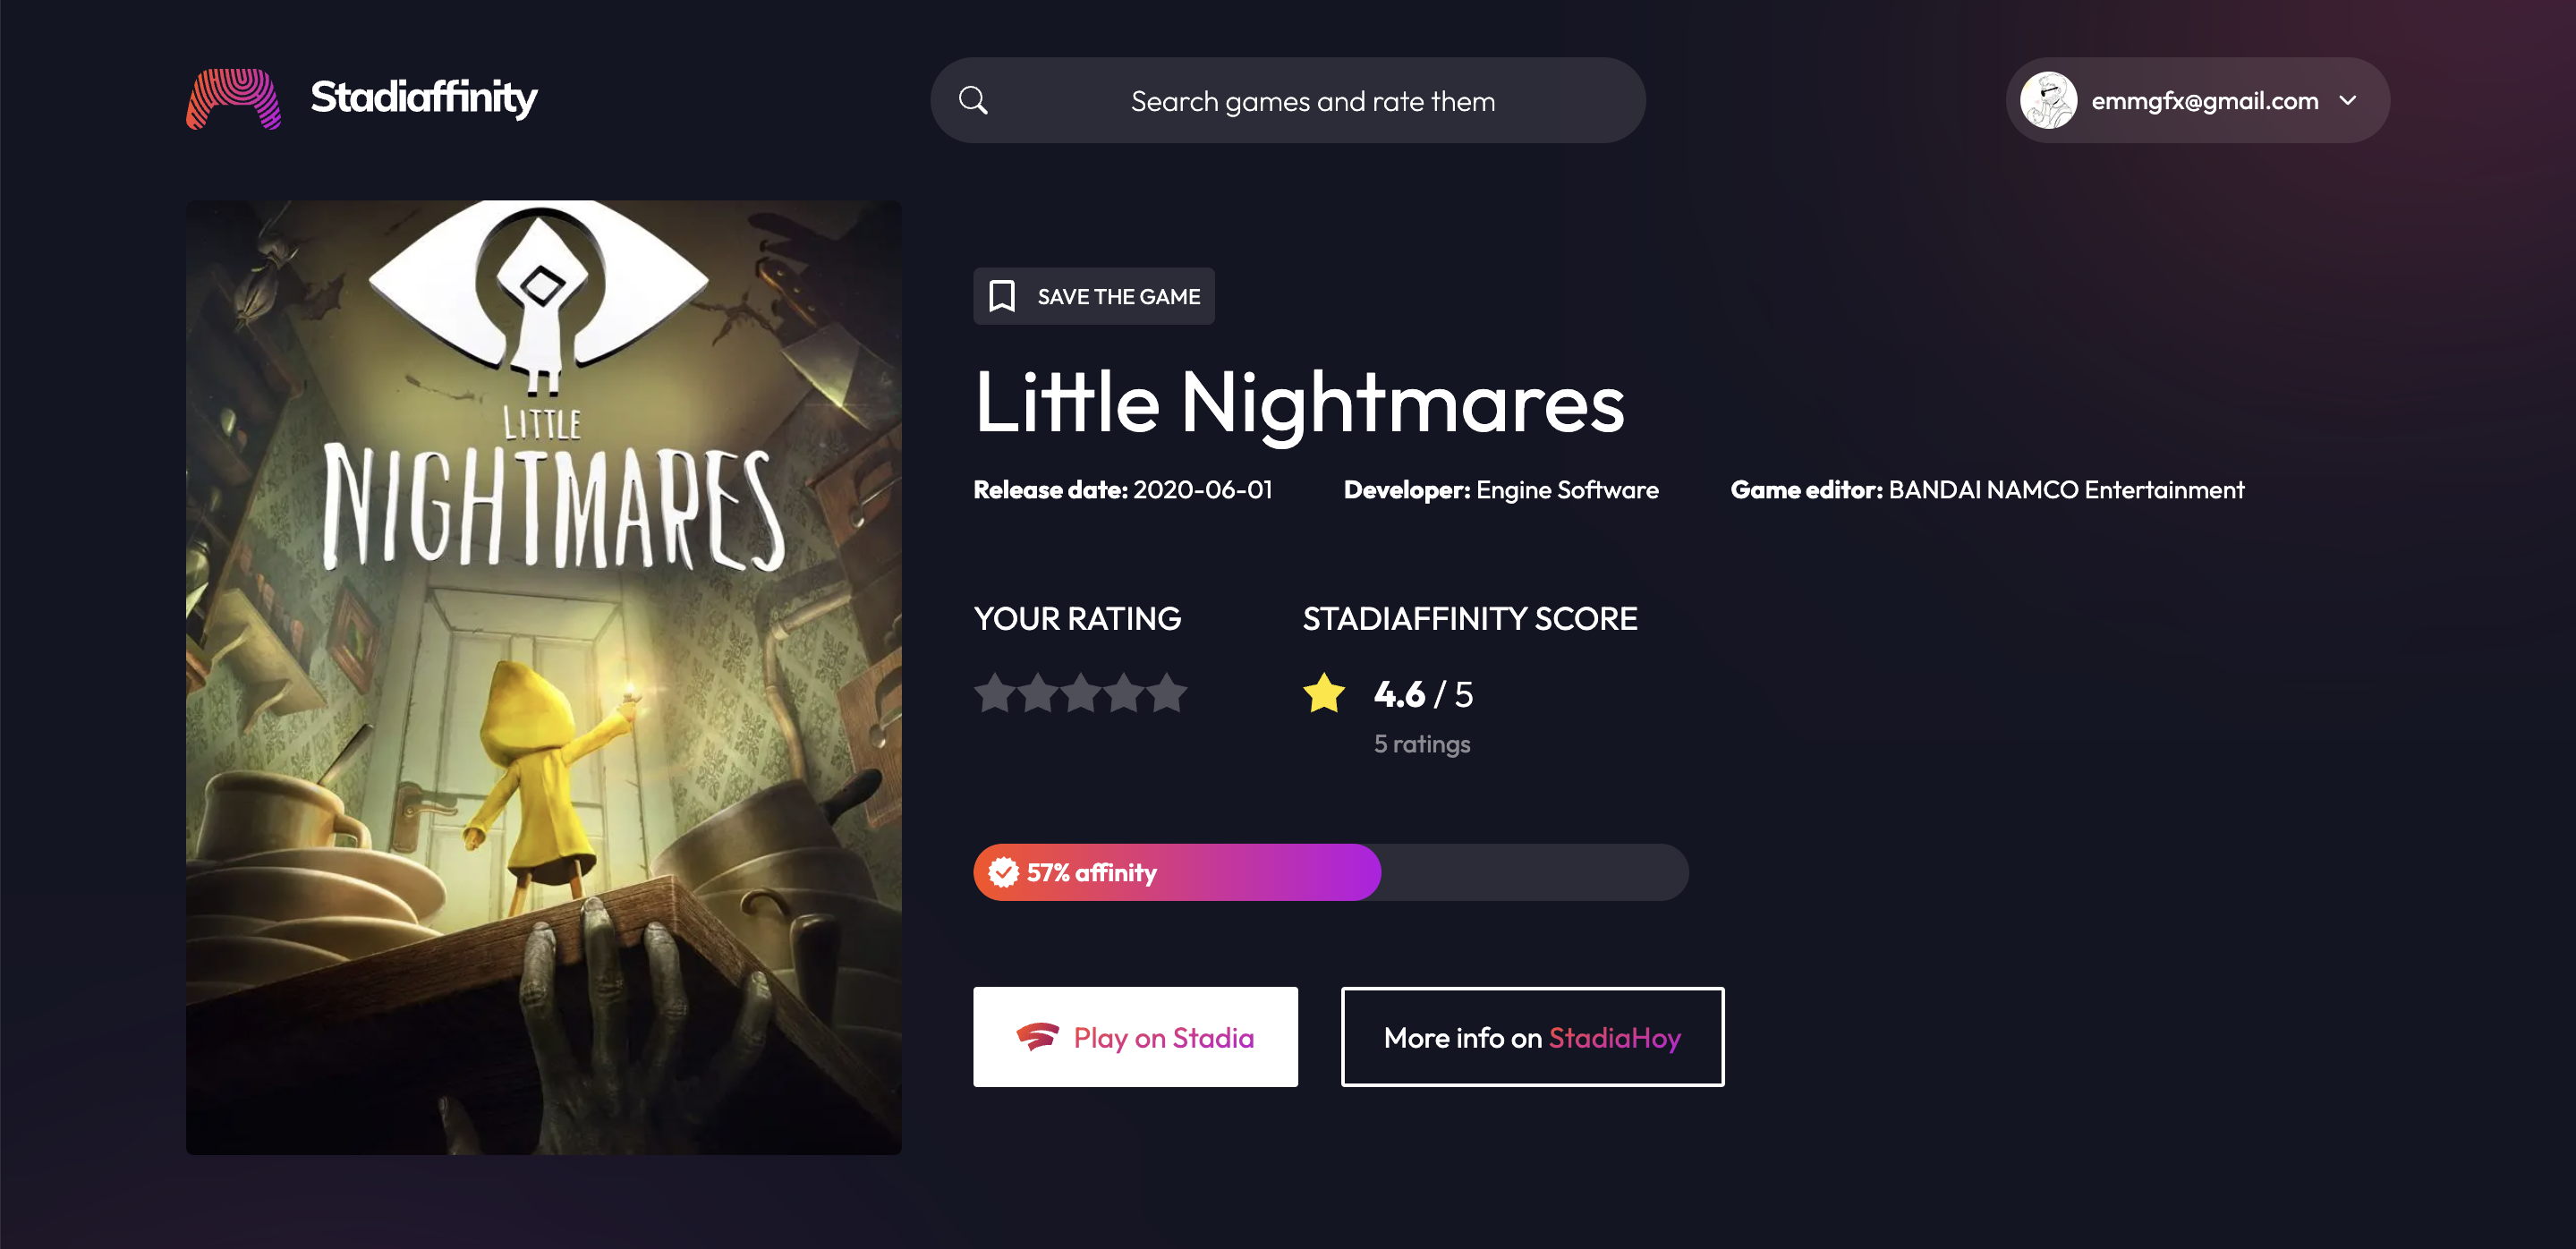 Stadiaffinity
Search games and rate them
emmgfx@gmail.com
LITTLE
NIGHTMARES
SAVE THE GAME
Little Nightmares
Release date: 2020-06-01
Developer: Engine Software
Game editor: BANDAI NAMCO Entertainment
YOUR RATING
STADIAFFINITY SCORE
4.6 / 5
5 ratings
57% affinity
Play on Stadia
More info on StadiaHoy